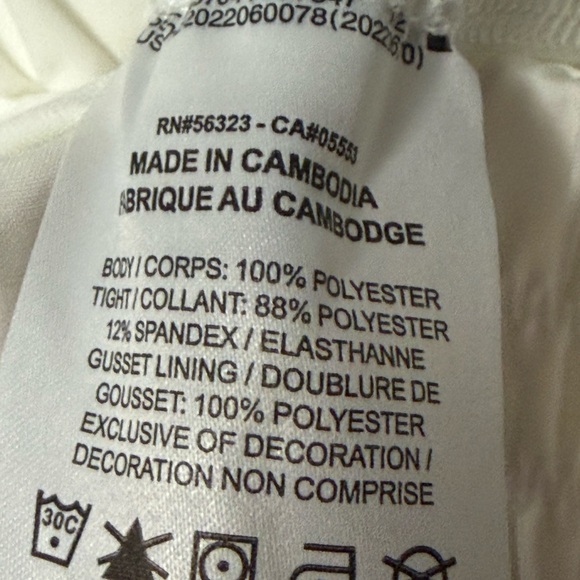 2022060078(202260)
RN#56323 - CA#05553
MADE IN CAMBODIA
BRIQUE AU CAMBODGE
BODY / CORPS: 100% POLYESTER
TIGHT / COLLANT: 88% POLYESTER
12% SPANDEX / ELASTHANNE
GUSSET LINING / DOUBLURE DE
GOUSSET: 100% POLYESTER
EXCLUSIVE OF DECORATION /
DECORATION NON COMPRISE
30C